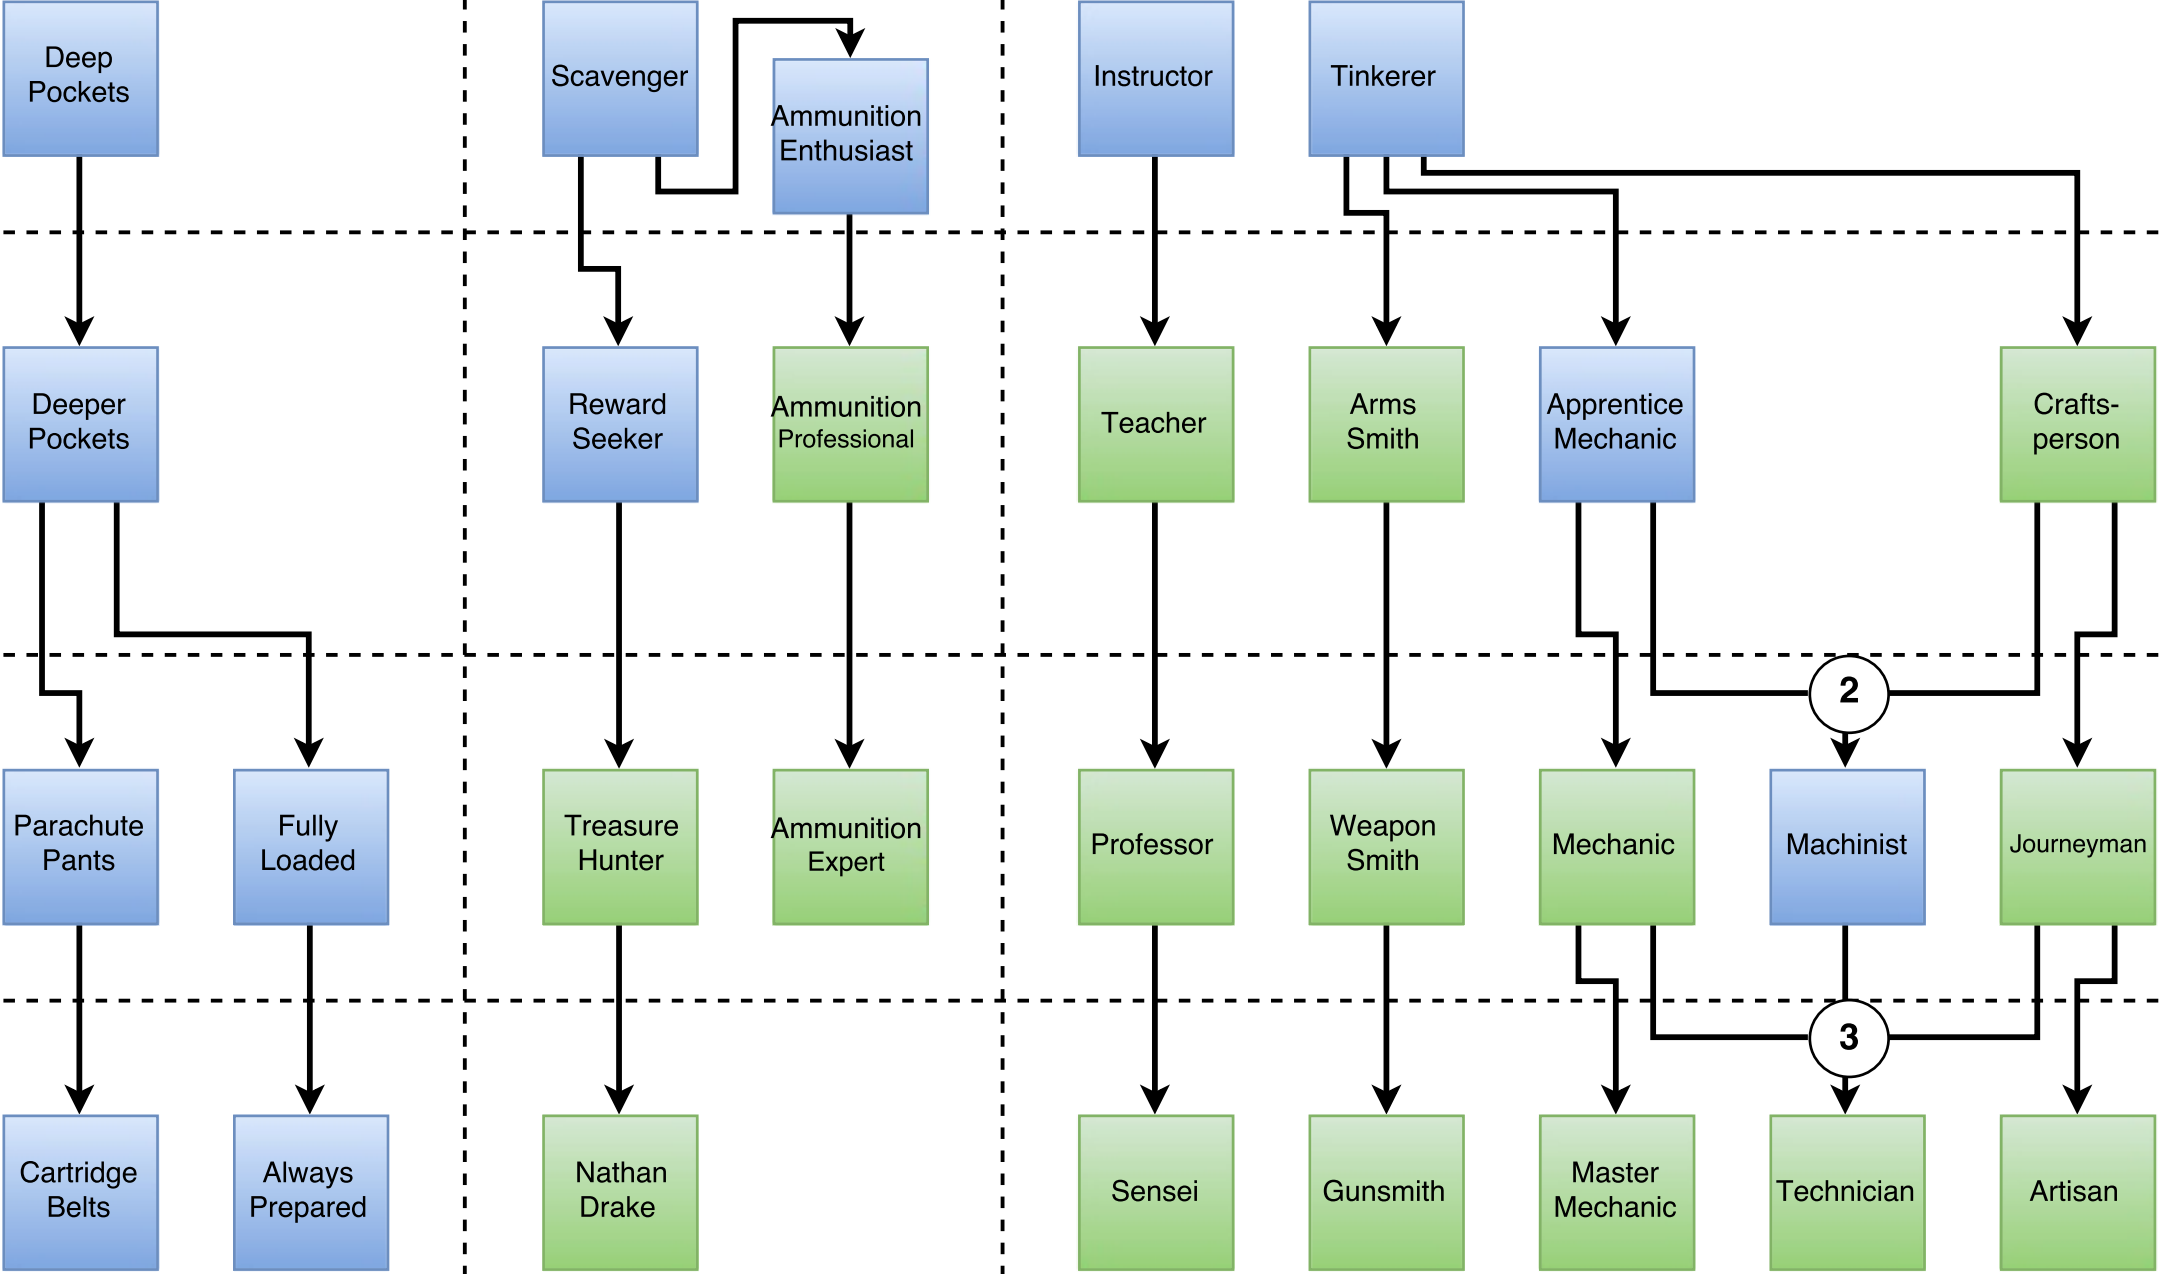 Deep
Pockets
Scavenger
Ammunition
Enthusiast
Instructor
Tinkerer
Deeper
Pockets
Reward
Seeker
Ammunition
Professional
Teacher
Arms
Smith
Apprentice
Mechanic
Crafts-
person
2
Parachute
Pants
Fully
Loaded
Treasure
Hunter
Ammunition
Expert
Professor
Weapon
Smith
Mechanic
Machinist
Journeyman
3
Cartridge
Belts
Always
Prepared
Nathan
Drake
Sensei
Gunsmith
Master
Mechanic
Technician
Artisan